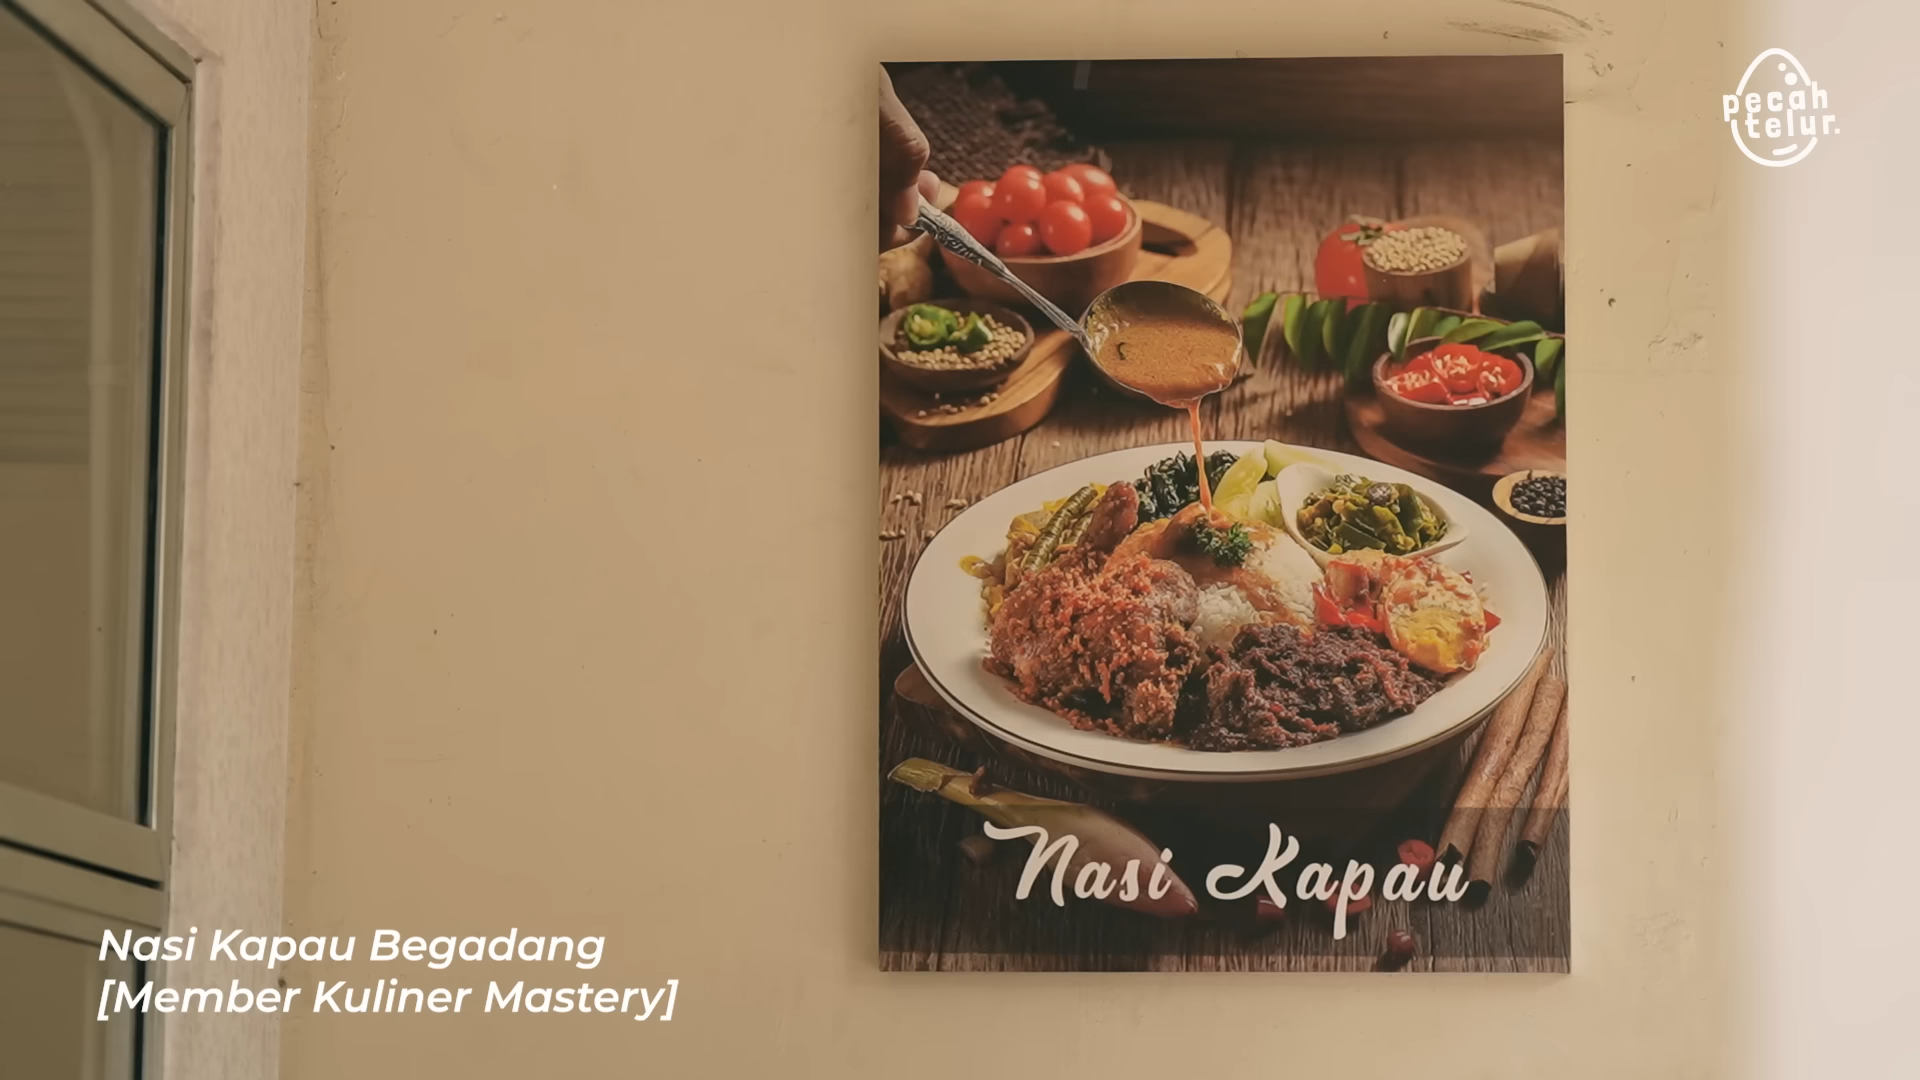 pecah
telur.
Nasi Kapau
Nasi Kapau Begadang
[Member Kuliner Mastery]